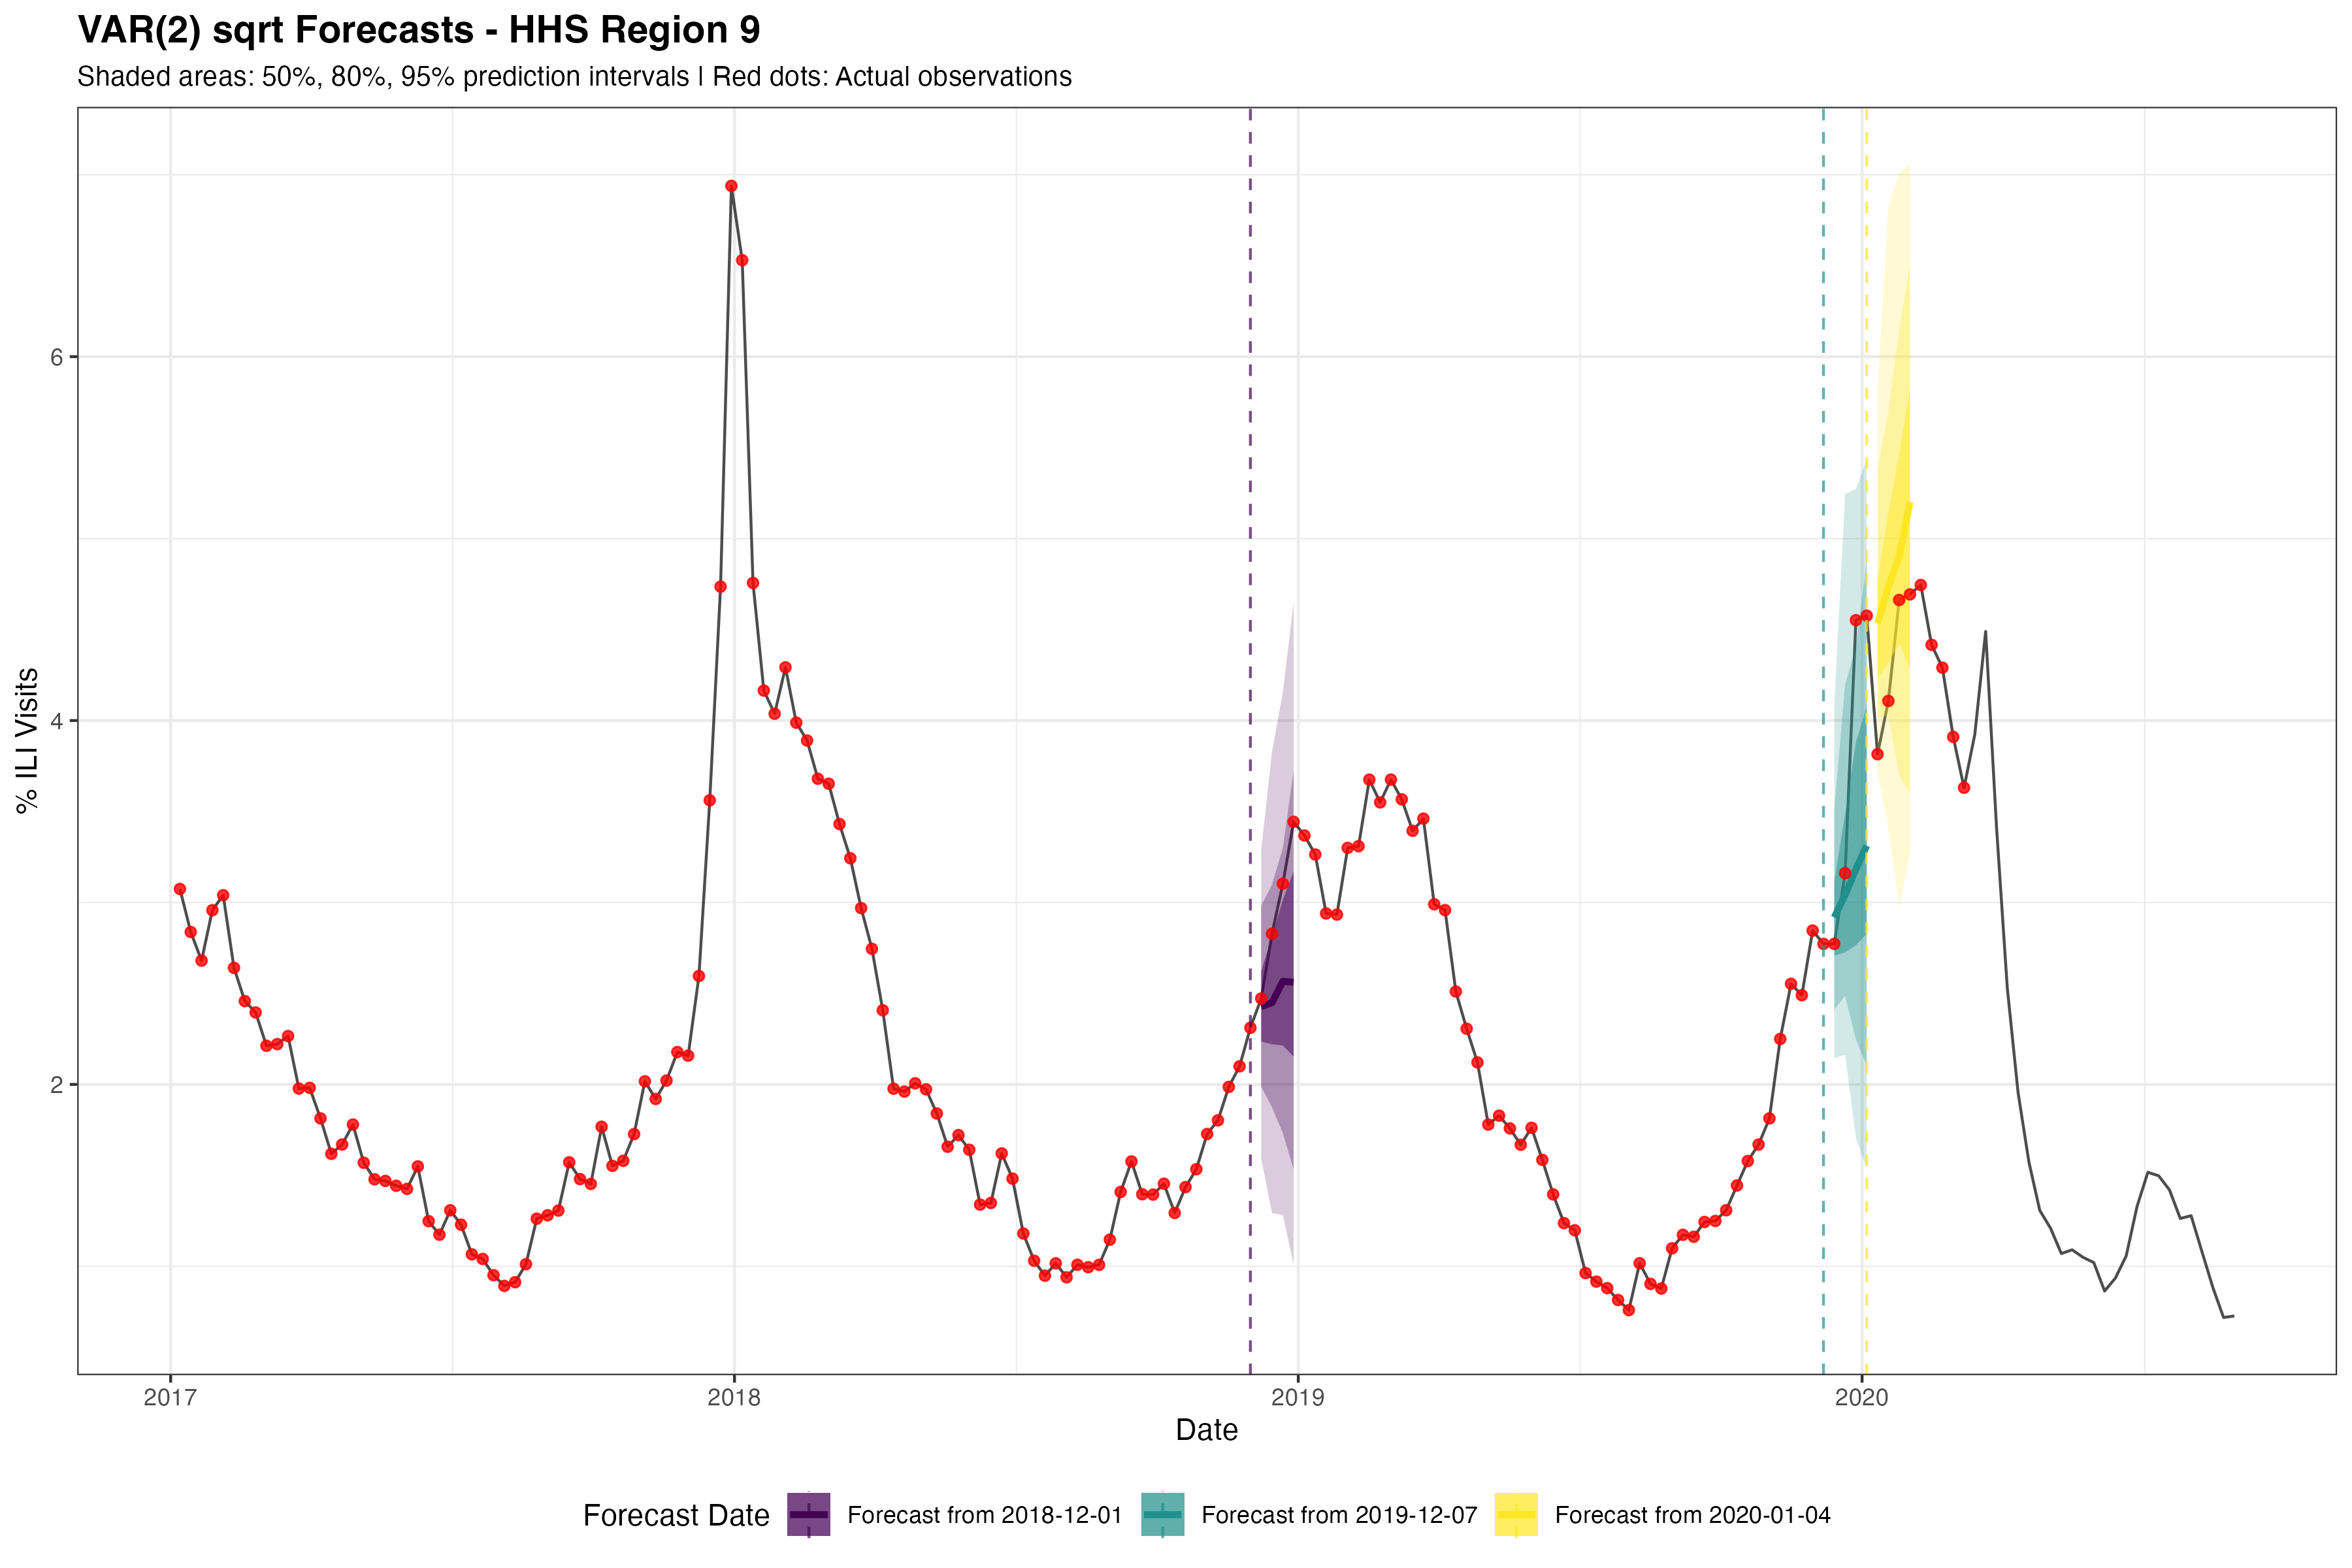 VAR(2) sqrt Forecasts - HHS Region 9
Shaded areas: 50%, 80%, 95% prediction intervals | Red dots: Actual observations
% ILI Visits
6
4
2
2017 2018 2019 2020
Date
Forecast Date Forecast from 2018-12-01 Forecast from 2019-12-07 Forecast from 2020-01-04